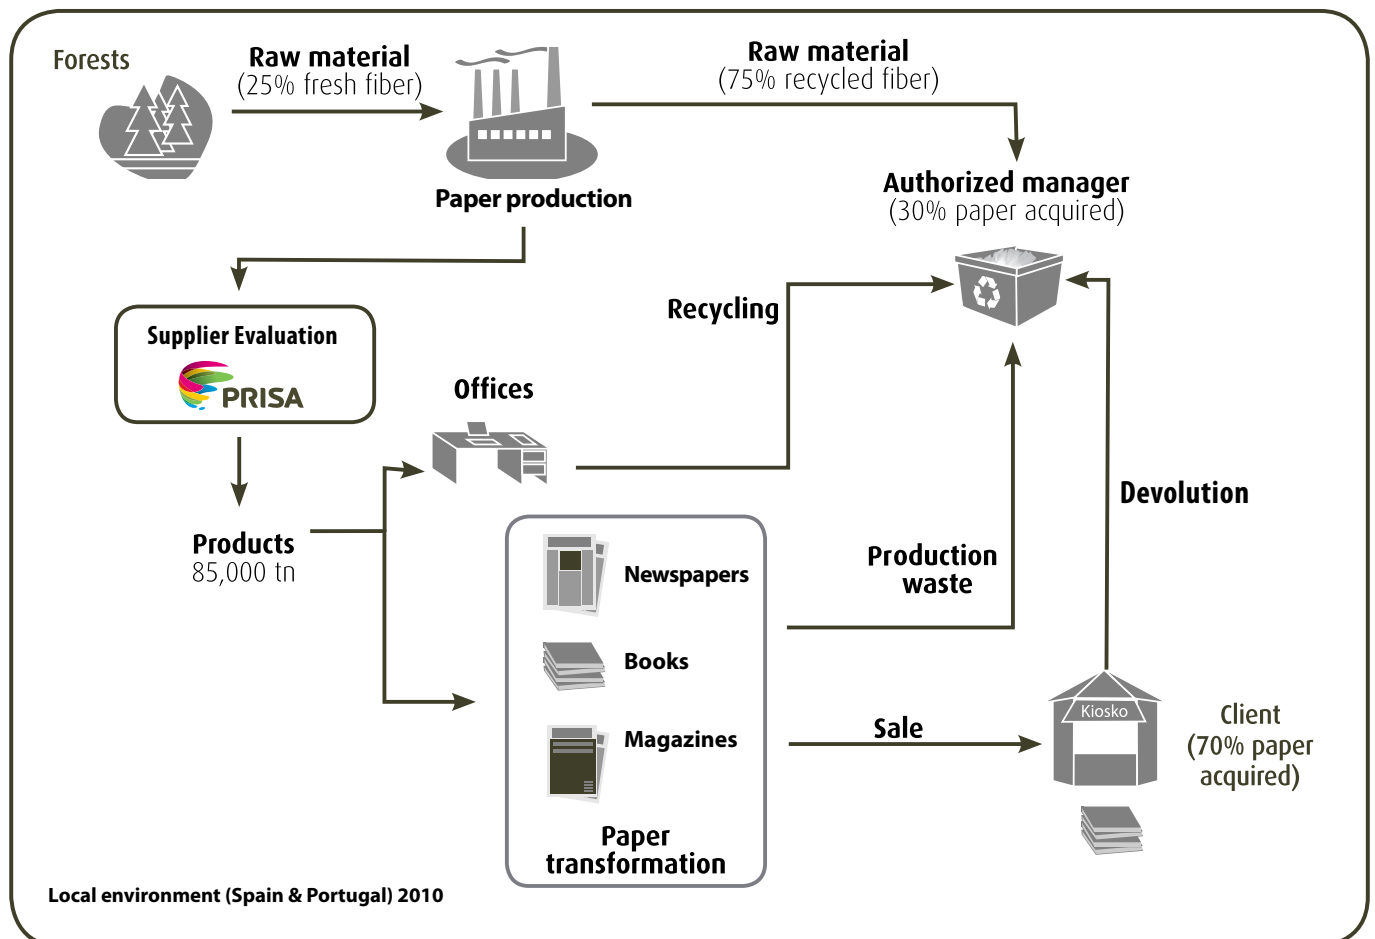 Forests
Raw material
(25% fresh fiber)
Raw material
(75% recycled fiber)
Paper production
Authorized manager
(30% paper acquired)
Supplier Evaluation
PRISA
Recycling
Offices
Products
85,000 tn
Devolution
Production
waste
Newspapers
Books
Magazines
Paper
transformation
Sale
Kiosko
Client
(70% paper
acquired)
Local environment (Spain & Portugal) 2010